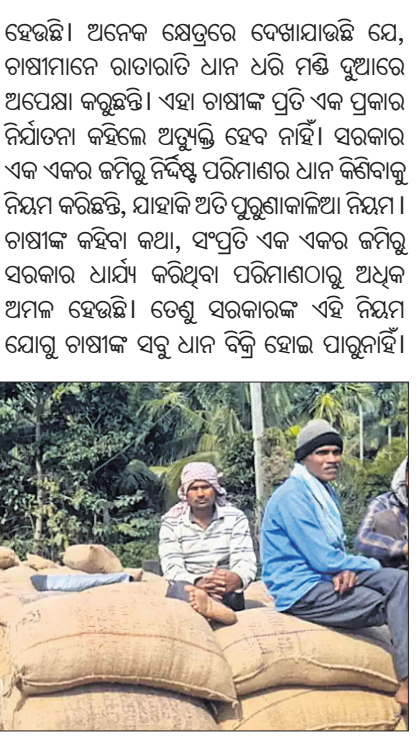 ହେଉଛି। ଅନେକ କ୍ଷେତ୍ରରେ ଦେଖାଯାଉଛି ଯେ,
ଚାଷୀମାନେ ରାତାରାତି ଧାନ ଧରି ମଣ୍ଡି ଦୁଆରେ
ଅପେକ୍ଷା କରୁଛନ୍ତି। ଏହା ଚାଷୀଙ୍କ ପ୍ରତି ଏକ ପ୍ରକାର
ନିର୍ଯାତନା କହିଲେ ଅତ୍ୟୁକ୍ତି ହେବ ନାହିଁ। ସରକାର
ଏକ ଏକର ଜମିରୁ ନିର୍ଦ୍ଦିଷ୍ଟ ପରିମାଣର ଧାନ କିଣିବାକୁ
ନିୟମ କରିଛନ୍ତି, ଯାହାକି ଅତି ପୁରୁଣାକାଳିଆ ନିୟମ।
ଚାଷୀଙ୍କ କହିବା କଥା, ସଂପ୍ରତି ଏକ ଏକର ଜମିରୁ
ସରକାର ଧାର୍ଯ୍ୟ କରିଥିବା ପରିମାଣଠାରୁ ଅଧିକ
ଅମଳ ହେଉଛି। ତେଣୁ ସରକାରଙ୍କ ଏହି ନିୟମ
ଯୋଗୁ ଚାଷୀଙ୍କ ସବୁ ଧାନ ବିକ୍ରି ହୋଇ ପାରୁନାହିଁ।